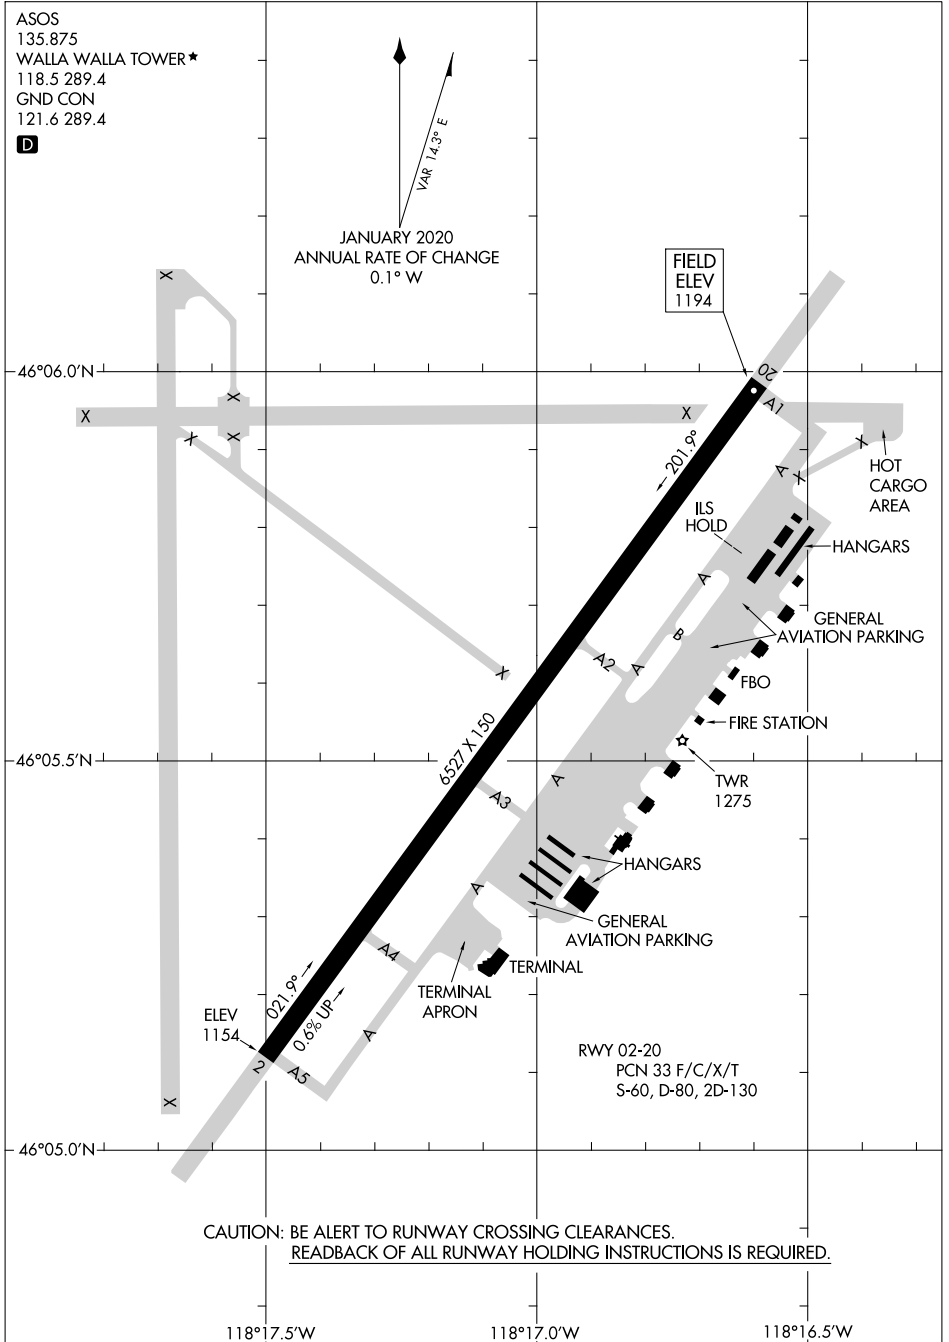 ASOS
135.875
WALLA WALLA TOWER★
118.5 289.4
GND CON
121.6 289.4
D
VAR 14.3° E
JANUARY 2020
ANNUAL RATE OF CHANGE
0.1° W
FIELD
ELEV
1194
X
46°06.0'N
20
X
X
X
A1
X
X
X
201.9°
A
X
X
HOT
CARGO
AREA
ILS
HOLD
HANGARS
A
GENERAL
AVIATION PARKING
B
A2
A
X
FBO
6527 X 150
FIRE STATION
46°05.5'N
A
TWR
1275
A3
HANGARS
A
GENERAL
AVIATION PARKING
A4
TERMINAL
021.9°
TERMINAL
APRON
0.6% UP
ELEV
1154
A
RWY 02-20
PCN 33 F/C/X/T
S-60, D-80, 2D-130
2
A5
X
46°05.0'N
CAUTION: BE ALERT TO RUNWAY CROSSING CLEARANCES.
READBACK OF ALL RUNWAY HOLDING INSTRUCTIONS IS REQUIRED.
118°17.5'W
118°17.0'W
118°16.5'W